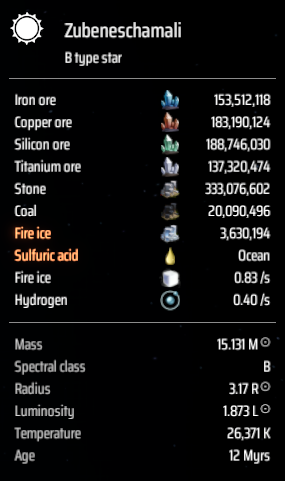 Zubeneschamali
B type star
Iron ore 153,512,118
Copper ore 183,190,124
Silicon ore 188,746,030
Titanium ore 137,320,474
Stone 333,076,602
Coal 20,090,496
Fire ice 3,630,194
Sulfuric acid Ocean
Fire ice 0.83 /s
Hydrogen 0.40 /s
Mass 15.131 M☉
Spectral class B
Radius 3.17 R☉
Luminosity 1.873 L☉
Temperature 26,371 K
Age 12 Myrs